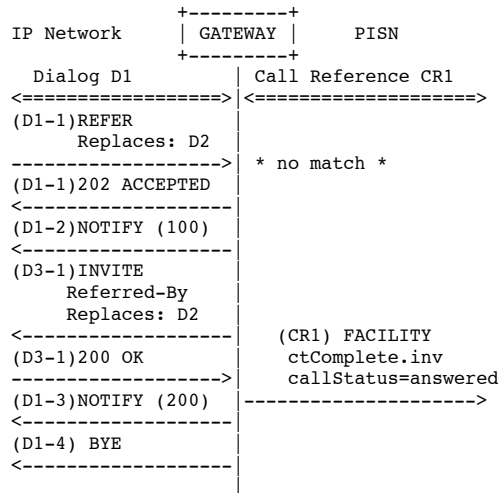 +---------+
IP Network          | GATEWAY |      PISN
                    +---------+
  Dialog D1               | Call Reference CR1
<========================>|<====================>
(D1-1)REFER               |
      Replaces: D2        |
------------------------->| * no match *
(D1-1)202 ACCEPTED        |
<-------------------------|
(D1-2)NOTIFY (100)        |
<-------------------------|
(D3-1)INVITE              |
     Referred-By          |
     Replaces: D2         |
<-------------------------|   (CR1) FACILITY
(D3-1)200 OK              |    ctComplete.inv
------------------------->|    callStatus=answered
(D1-3)NOTIFY (200)        |--------------------->
<-------------------------|
(D1-4) BYE                |
<-------------------------|
                          |